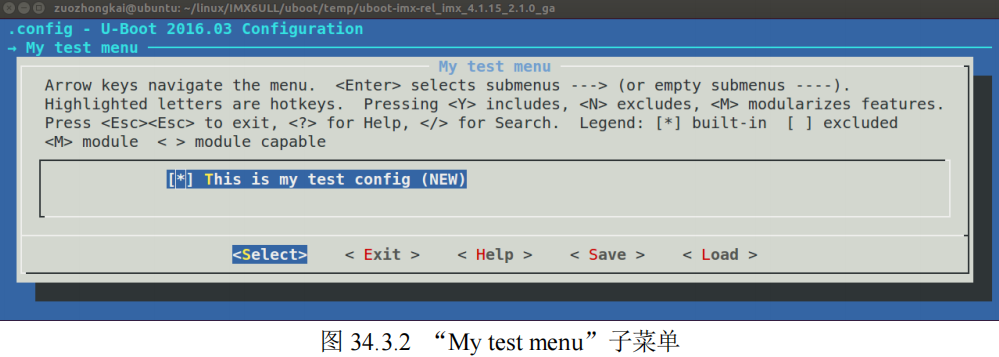 zuozhongkai@ubuntu: ~/linux/IMX6ULL/uboot/temp/uboot-imx-rel_imx_4.1.15_2.1.0_ga
.config - U-Boot 2016.03 Configuration
→ My test menu
My test menu
Arrow keys navigate the menu.  <Enter> selects submenus ---> (or empty submenus ----).
Highlighted letters are hotkeys.  Pressing <Y> includes, <N> excludes, <M> modularizes features.
Press <Esc><Esc> to exit, <?> for Help, </> for Search.  Legend: [*] built-in  [ ] excluded
<M> module  < > module capable
[*] This is my test config (NEW)
<Select>    < Exit >    < Help >    < Save >    < Load >
图 34.3.2 “My test menu”子菜单